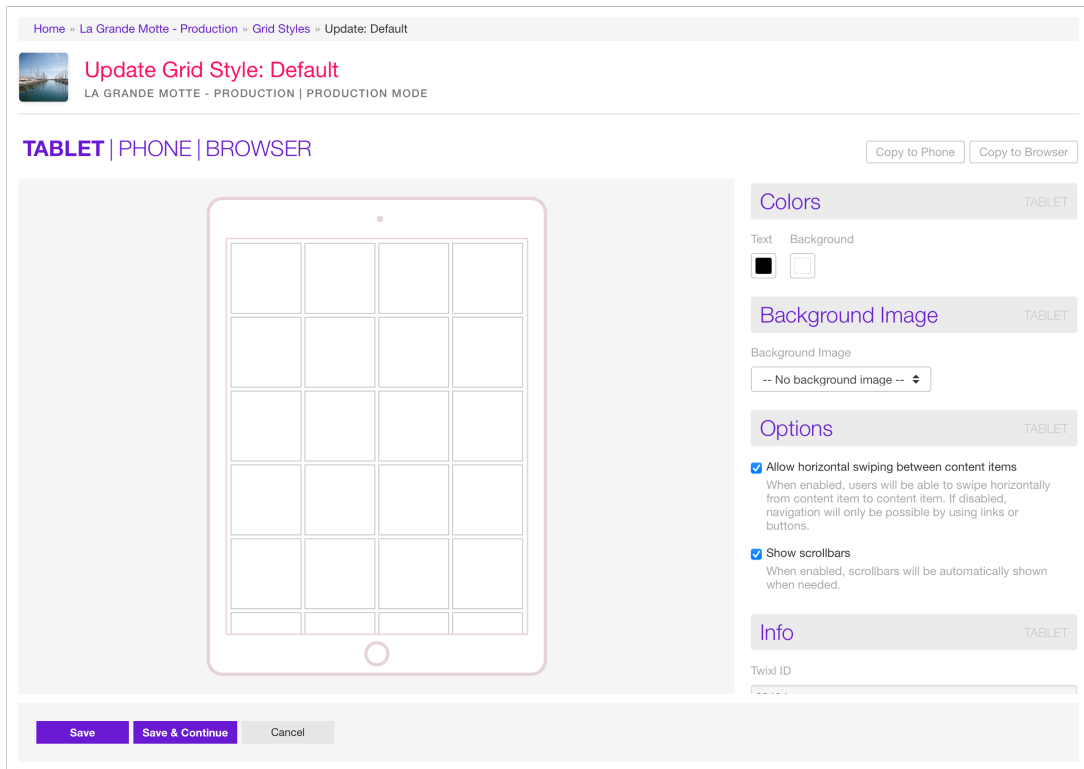 Home » La Grande Motte - Production » Grid Styles » Update: Default
Update Grid Style: Default
LA GRANDE MOTTE - PRODUCTION | PRODUCTION MODE
TABLET | PHONE | BROWSER
Copy to Phone Copy to Browser
Colors TABLET
Text Background
Background Image TABLET
Background Image
-- No background image --
Options TABLET
Allow horizontal swiping between content items
When enabled, users will be able to swipe horizontally
from content item to content item. If disabled,
navigation will only be possible by using links or
buttons.
Show scrollbars
When enabled, scrollbars will be automatically shown
when needed.
Info TABLET
Twixl ID
Save Save & Continue Cancel